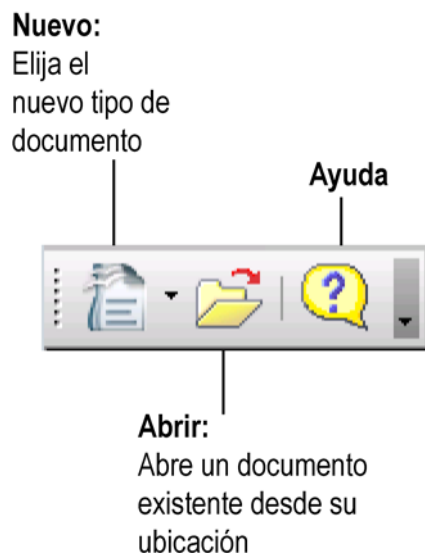 Nuevo:
Elija el
nuevo tipo de
documento
Ayuda
?
Abrir:
Abre un documento
existente desde su
ubicación